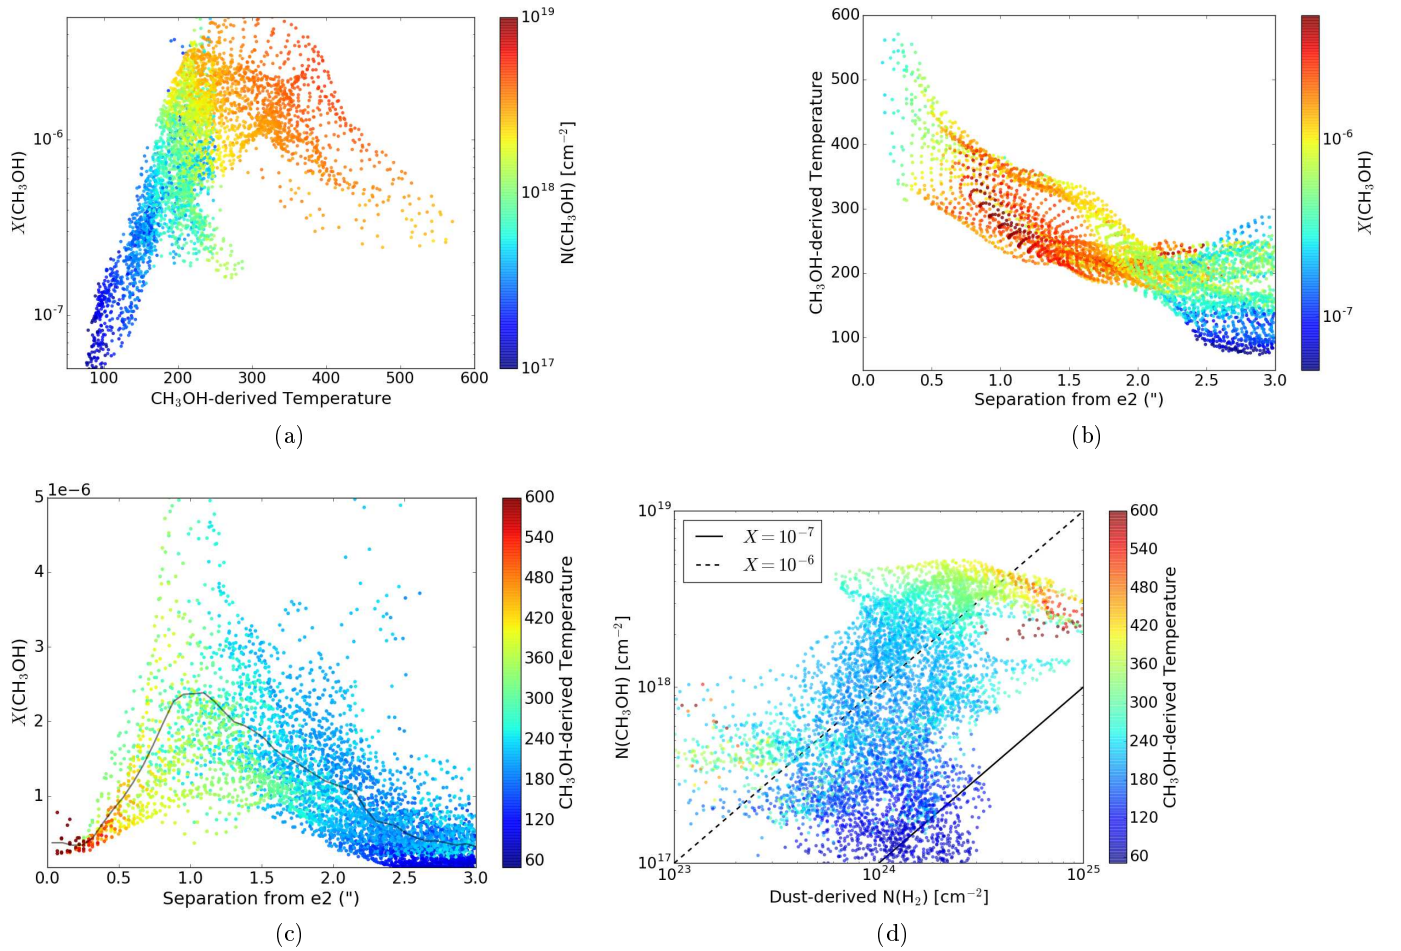 10^{-6}
10^{-7}
X(CH₃OH)
100 200 300 400 500 600
CH₃OH-derived Temperature
10^{19}
10^{18}
10^{17}
N(CH₃OH) [cm^{-2}]
(a)
600
500
400
300
200
100
CH₃OH-derived Temperature
0.0 0.5 1.0 1.5 2.0 2.5 3.0
Separation from e2 (")
10^{-6}
10^{-7}
X(CH₃OH)
(b)
1e−6
5
4
3
2
1
X(CH₃OH)
0.0 0.5 1.0 1.5 2.0 2.5 3.0
Separation from e2 (")
600
540
480
420
360
300
240
180
120
60
CH₃OH-derived Temperature
(c)
10^{19}
10^{18}
10^{17}
N(CH₃OH) [cm^{-2}]
X = 10^{-7}
X = 10^{-6}
10^{23} 10^{24} 10^{25}
Dust-derived N(H₂) [cm^{-2}]
600
540
480
420
360
300
240
180
120
60
CH₃OH-derived Temperature
(d)